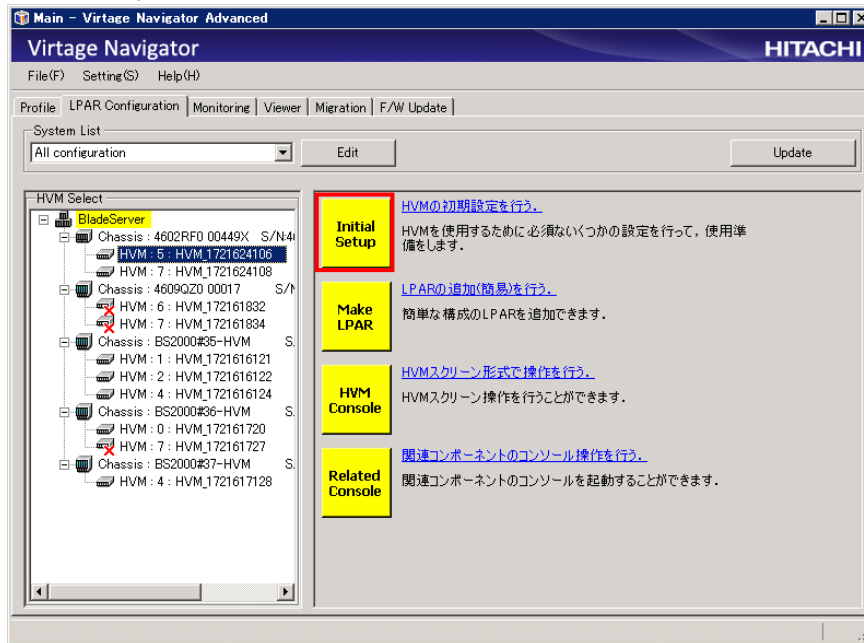 Main - Virtage Navigator Advanced
Virtage Navigator
HITACHI
File(F) Setting(S) Help(H)
Profile LPAR Configuration Monitoring Viewer Migration F/W Update
System List
All configuration Edit Update
HVM Select
BladeServer
Chassis : 4602RF0 00449X S/N4
HVM : 5 : HVM_1721624106
HVM : 7 : HVM_1721624108
Chassis : 4609QZ0 00017 S/N
HVM : 6 : HVM_172161832
HVM : 7 : HVM_172161834
Chassis : BS2000#35-HVM S.
HVM : 1 : HVM_1721616121
HVM : 2 : HVM_1721616122
HVM : 4 : HVM_1721616124
Chassis : BS2000#36-HVM S.
HVM : 0 : HVM_172161720
HVM : 7 : HVM_172161727
Chassis : BS2000#37-HVM S.
HVM : 4 : HVM_1721617128
Initial
Setup
HVMの初期設定を行う.
HVMを使用するために必須ないくつかの設定を行って, 使用準
備をします.
Make
LPAR
LPARの追加(簡易)を行う.
簡単な構成のLPARを追加できます.
HVM
Console
HVMスクリーン形式で操作を行う.
HVMスクリーン操作を行うことができます.
Related
Console
関連コンポーネントのコンソール操作を行う.
関連コンポーネントのコンソールを起動することができます.